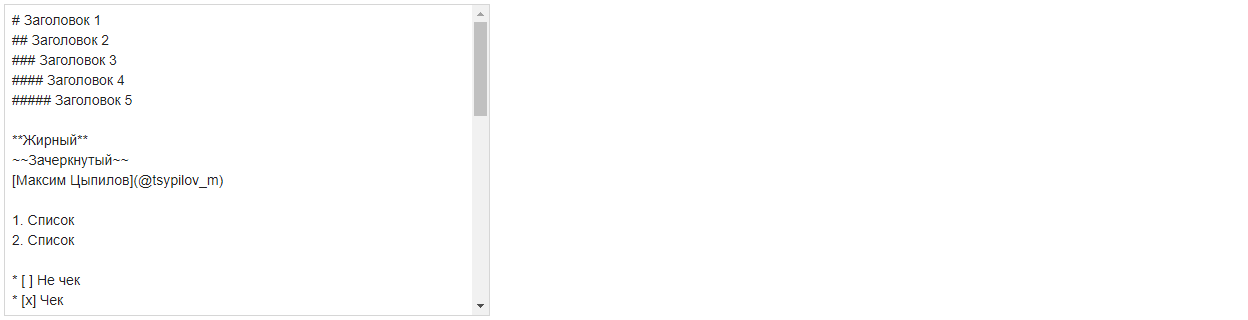 # Заголовок 1
## Заголовок 2
### Заголовок 3
#### Заголовок 4
##### Заголовок 5
**Жирный**
~~Зачеркнутый~~
[Максим Цыпилов](@tsypilov_m)
1. Список
2. Список
* [ ] Не чек
* [x] Чек